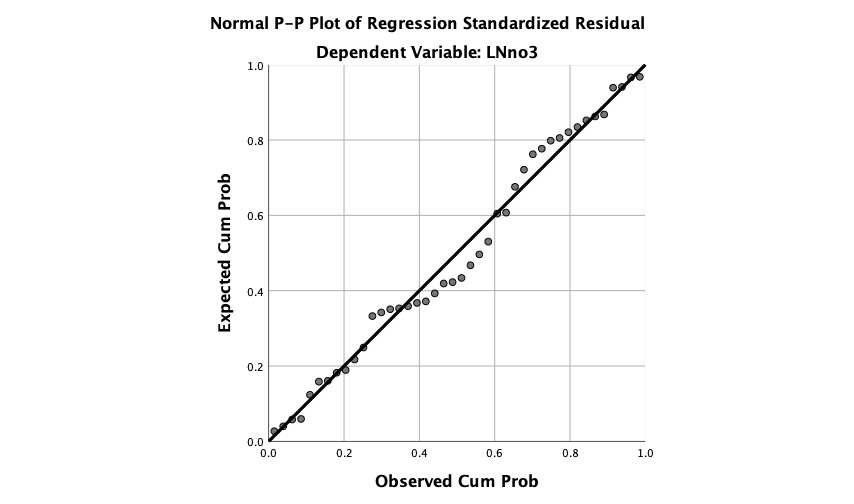 Normal P-P Plot of Regression Standardized Residual
Dependent Variable: LNno3
1.0
0.8
0.6
0.4
0.2
0.0
0.0 0.2 0.4 0.6 0.8 1.0
Expected Cum Prob
Observed Cum Prob